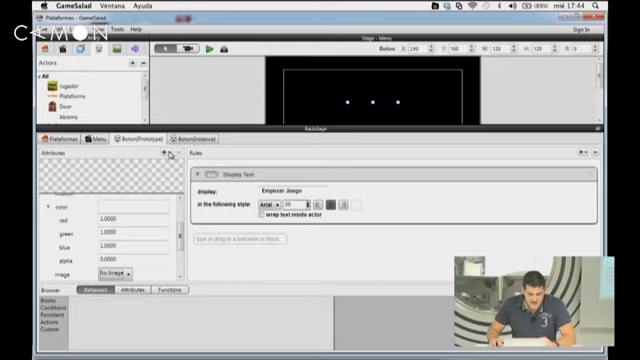 GameSalad Ventana Ayuda
(89%) mié 17:44
Plataformas - GameSalad
CAMON
Tools Help
Sign In
Stage - Menu
Boton X: 240 Y: 160 W: 120 H: 120 R: 0
Actors
All
Jugador
Plataforma
Door
Abismo
Backstage
Plataformas Menu Boton(Prototype) Boton(Instance)
Attributes
Rules
Display Text
display: Empezar Juego
in the following style: Arial 30
wrap text inside actor
type or drag in a behavior or block
color
red 1.0000
green 1.0000
blue 1.0000
alpha 0.0000
image No Image
Browser Behaviors Attributes Functions
Blocks
Conditions
Persistent
Actions
Custom